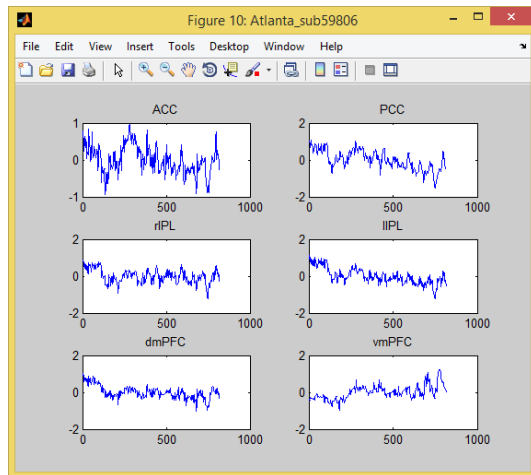 Figure 10: Atlanta_sub59806
File Edit View Insert Tools Desktop Window Help
ACC PCC
1 2
0 0
-1 -2
0 500 1000 0 500 1000
rIPL lIPL
2 2
0 0
-2 -2
0 500 1000 0 500 1000
dmPFC vmPFC
2 2
0 0
-2 -2
0 500 1000 0 500 1000